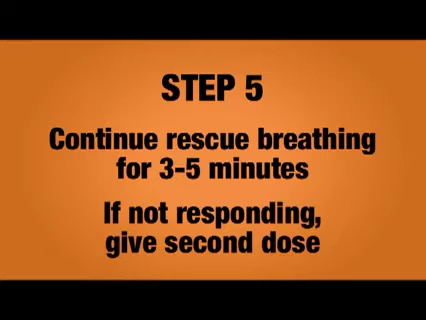 STEP 5
Continue rescue breathing
for 3-5 minutes
If not responding,
give second dose